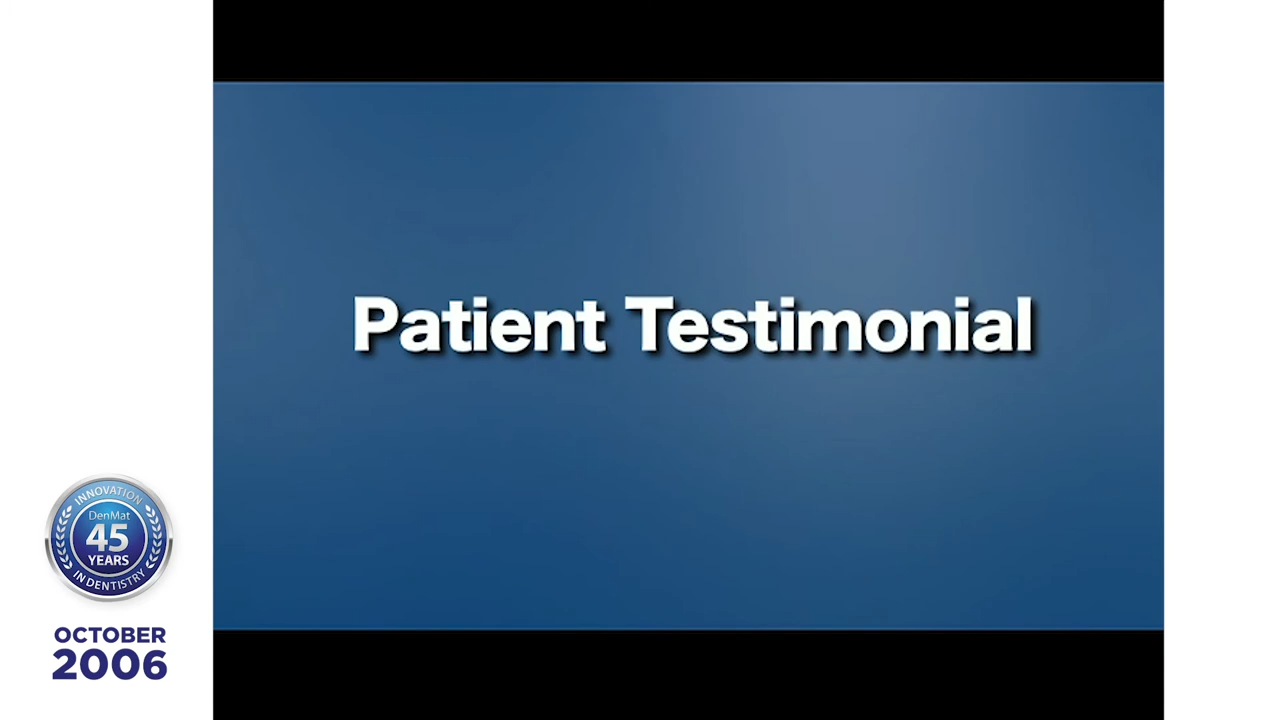 Patient Testimonial
INNOVATION
DenMat
45
YEARS
IN DENTISTRY
OCTOBER
2006